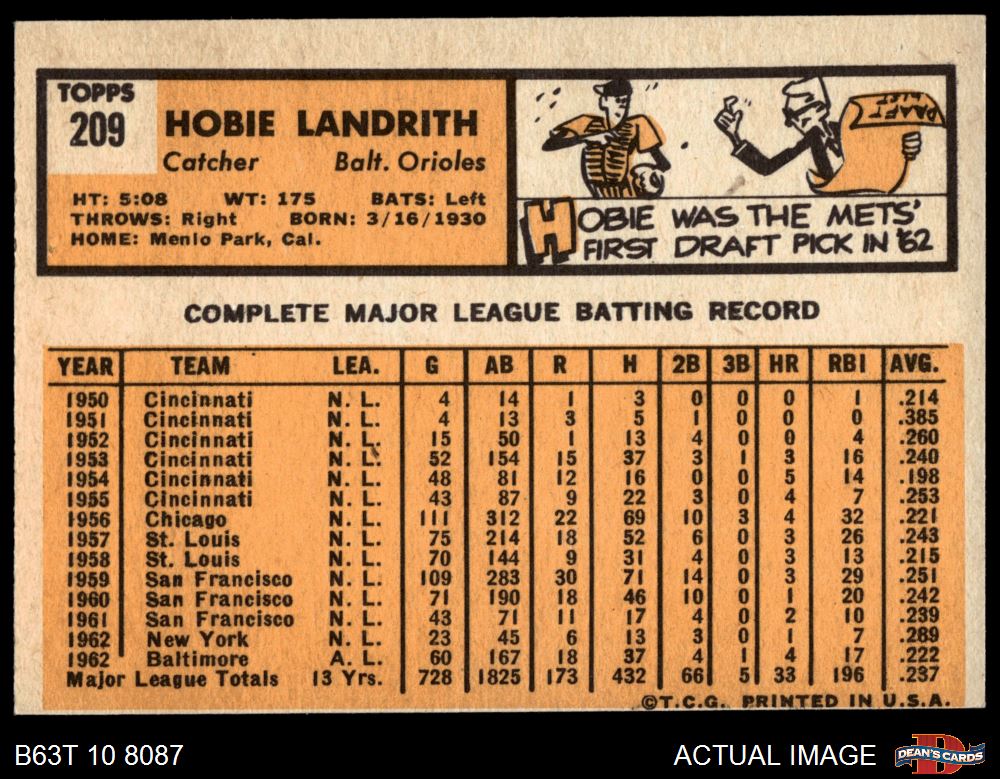 TOPPS
209
HOBIE LANDRITH
Catcher Balt. Orioles
HT: 5:08 WT: 175 BATS: Left
THROWS: Right BORN: 3/16/1930
HOME: Menlo Park, Cal.
DRAFT LIST
HOBIE WAS THE METS'
FIRST DRAFT PICK IN '62
COMPLETE MAJOR LEAGUE BATTING RECORD
YEAR TEAM LEA. G AB R H 2B 3B HR RBI AVG.
1950 Cincinnati N. L. 4 14 1 3 0 0 0 1 .214
1951 Cincinnati N. L. 4 13 3 5 1 0 0 0 .385
1952 Cincinnati N. L. 15 50 1 13 4 0 0 4 .260
1953 Cincinnati N. L. 52 154 15 37 3 1 3 16 .240
1954 Cincinnati N. L. 48 81 12 16 0 0 5 14 .198
1955 Cincinnati N. L. 43 87 9 22 3 0 4 7 .253
1956 Chicago N. L. 111 312 22 69 10 3 4 32 .221
1957 St. Louis N. L. 75 214 18 52 6 0 3 26 .243
1958 St. Louis N. L. 70 144 9 31 4 0 3 13 .215
1959 San Francisco N. L. 109 283 30 71 14 0 3 29 .251
1960 San Francisco N. L. 71 190 18 46 10 0 1 20 .242
1961 San Francisco N. L. 43 71 11 17 4 0 2 10 .239
1962 New York N. L. 23 45 6 13 3 0 1 7 .289
1962 Baltimore A. L. 60 167 18 37 4 1 4 17 .222
Major League Totals 13 Yrs. 728 1825 173 432 66 5 33 196 .237
©T.C.G. PRINTED IN U.S.A.
B63T 10 8087
ACTUAL IMAGE
DEAN'S CARDS